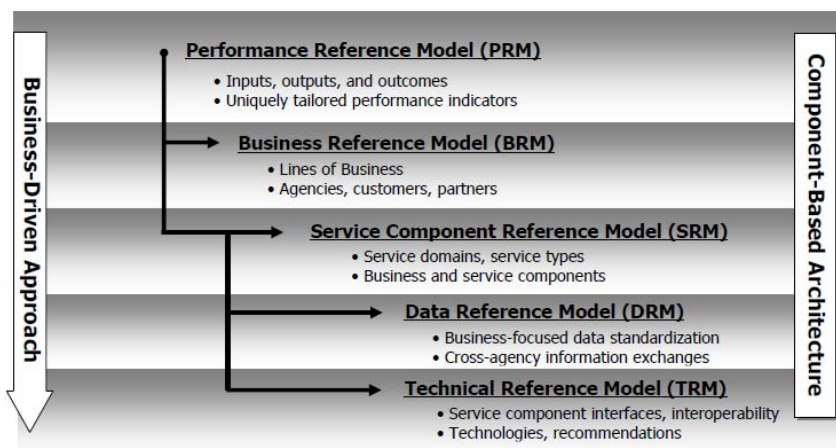 Business-Driven Approach
Performance Reference Model (PRM)
• Inputs, outputs, and outcomes
• Uniquely tailored performance indicators
Business Reference Model (BRM)
• Lines of Business
• Agencies, customers, partners
Service Component Reference Model (SRM)
• Service domains, service types
• Business and service components
Data Reference Model (DRM)
• Business-focused data standardization
• Cross-agency information exchanges
Technical Reference Model (TRM)
• Service component interfaces, interoperability
• Technologies, recommendations
Component-Based Architecture